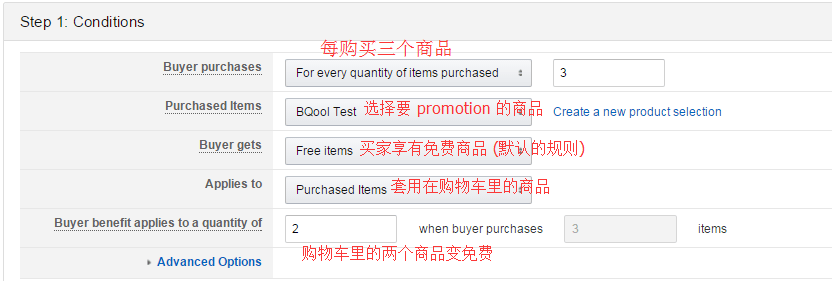 Step 1: Conditions
每购买三个商品
Buyer purchases For every quantity of items purchased 3
Purchased Items BQool Test 选择要 promotion 的商品 Create a new product selection
Buyer gets Free items 买家享有免费商品 (默认的规则)
Applies to Purchased Items 套用在购物车里的商品
Buyer benefit applies to a quantity of 2 when buyer purchases 3 items
购物车里的两个商品变免费
Advanced Options